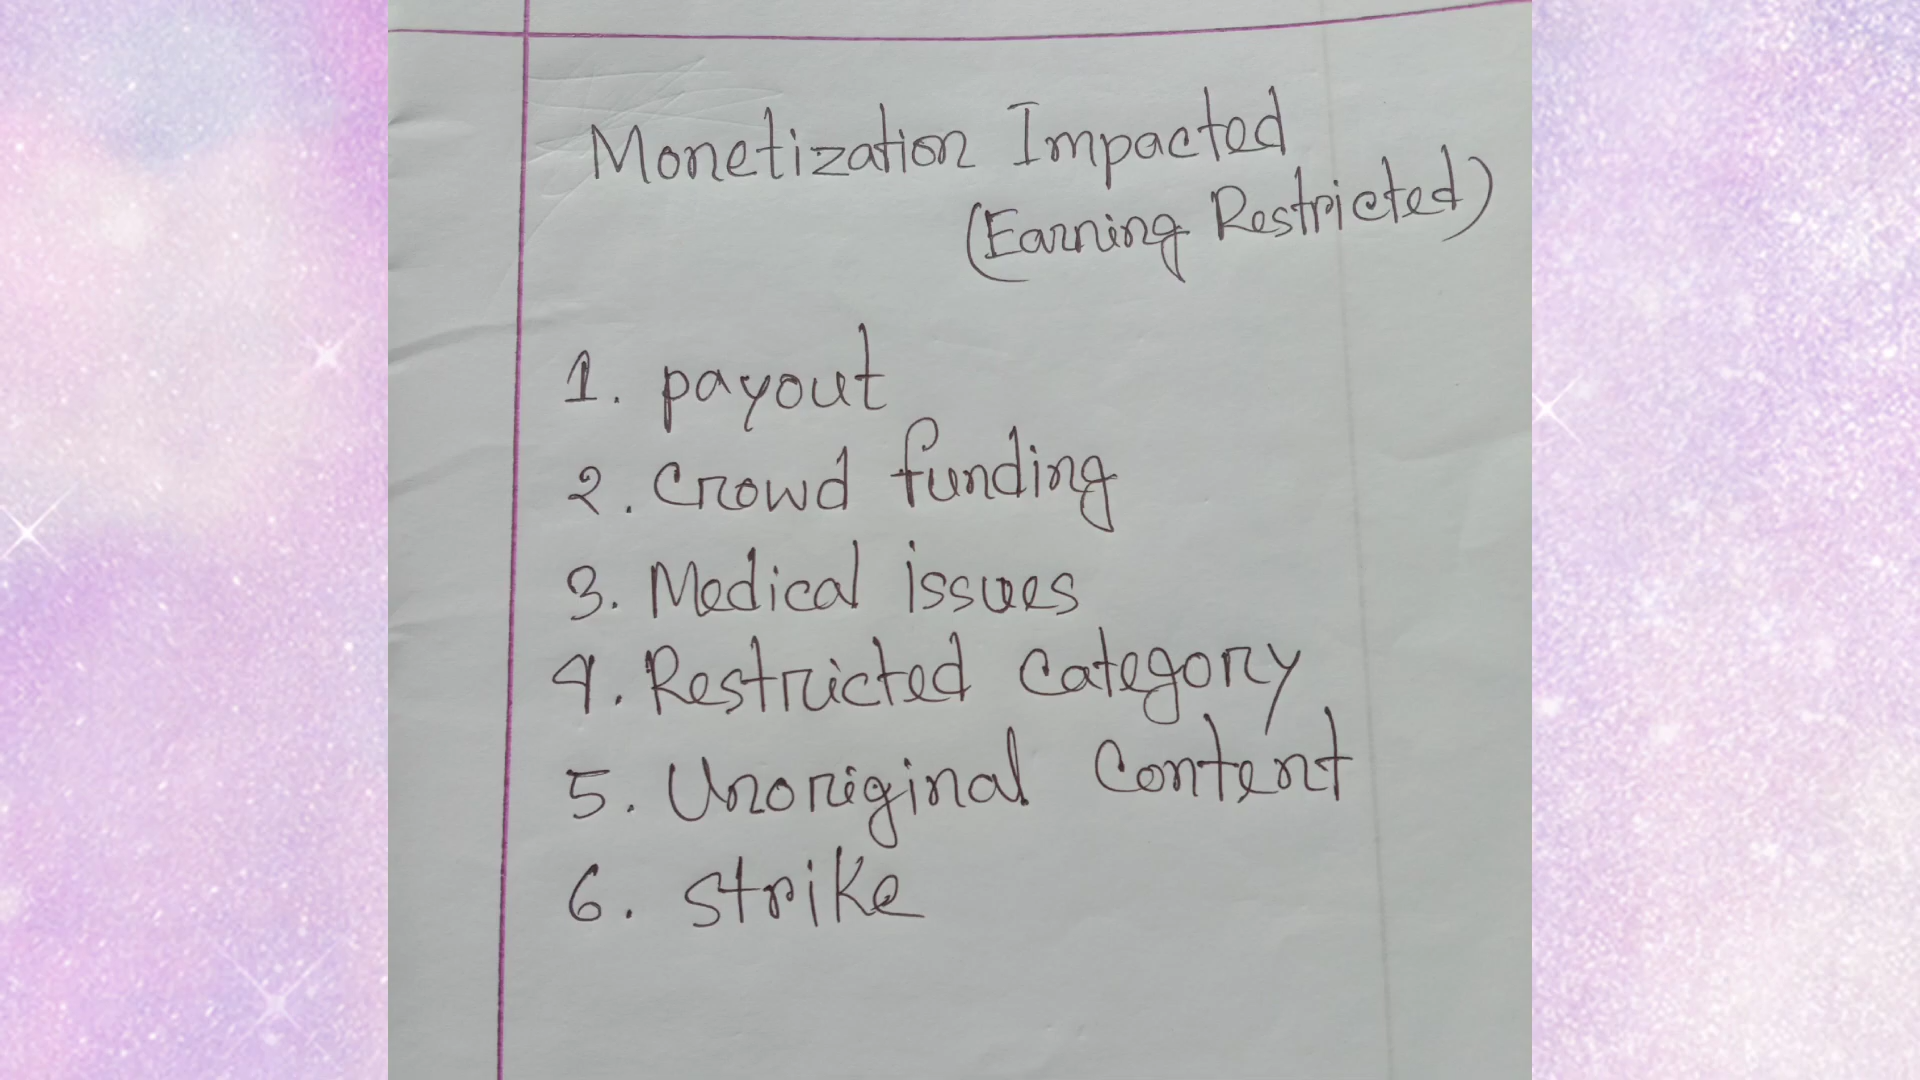 Monetization Impacted
(Earning Restricted)
1. payout
2. Crowd funding
3. Medical issues
4. Restricted Category
5. Unoriginal Content
6. Strike